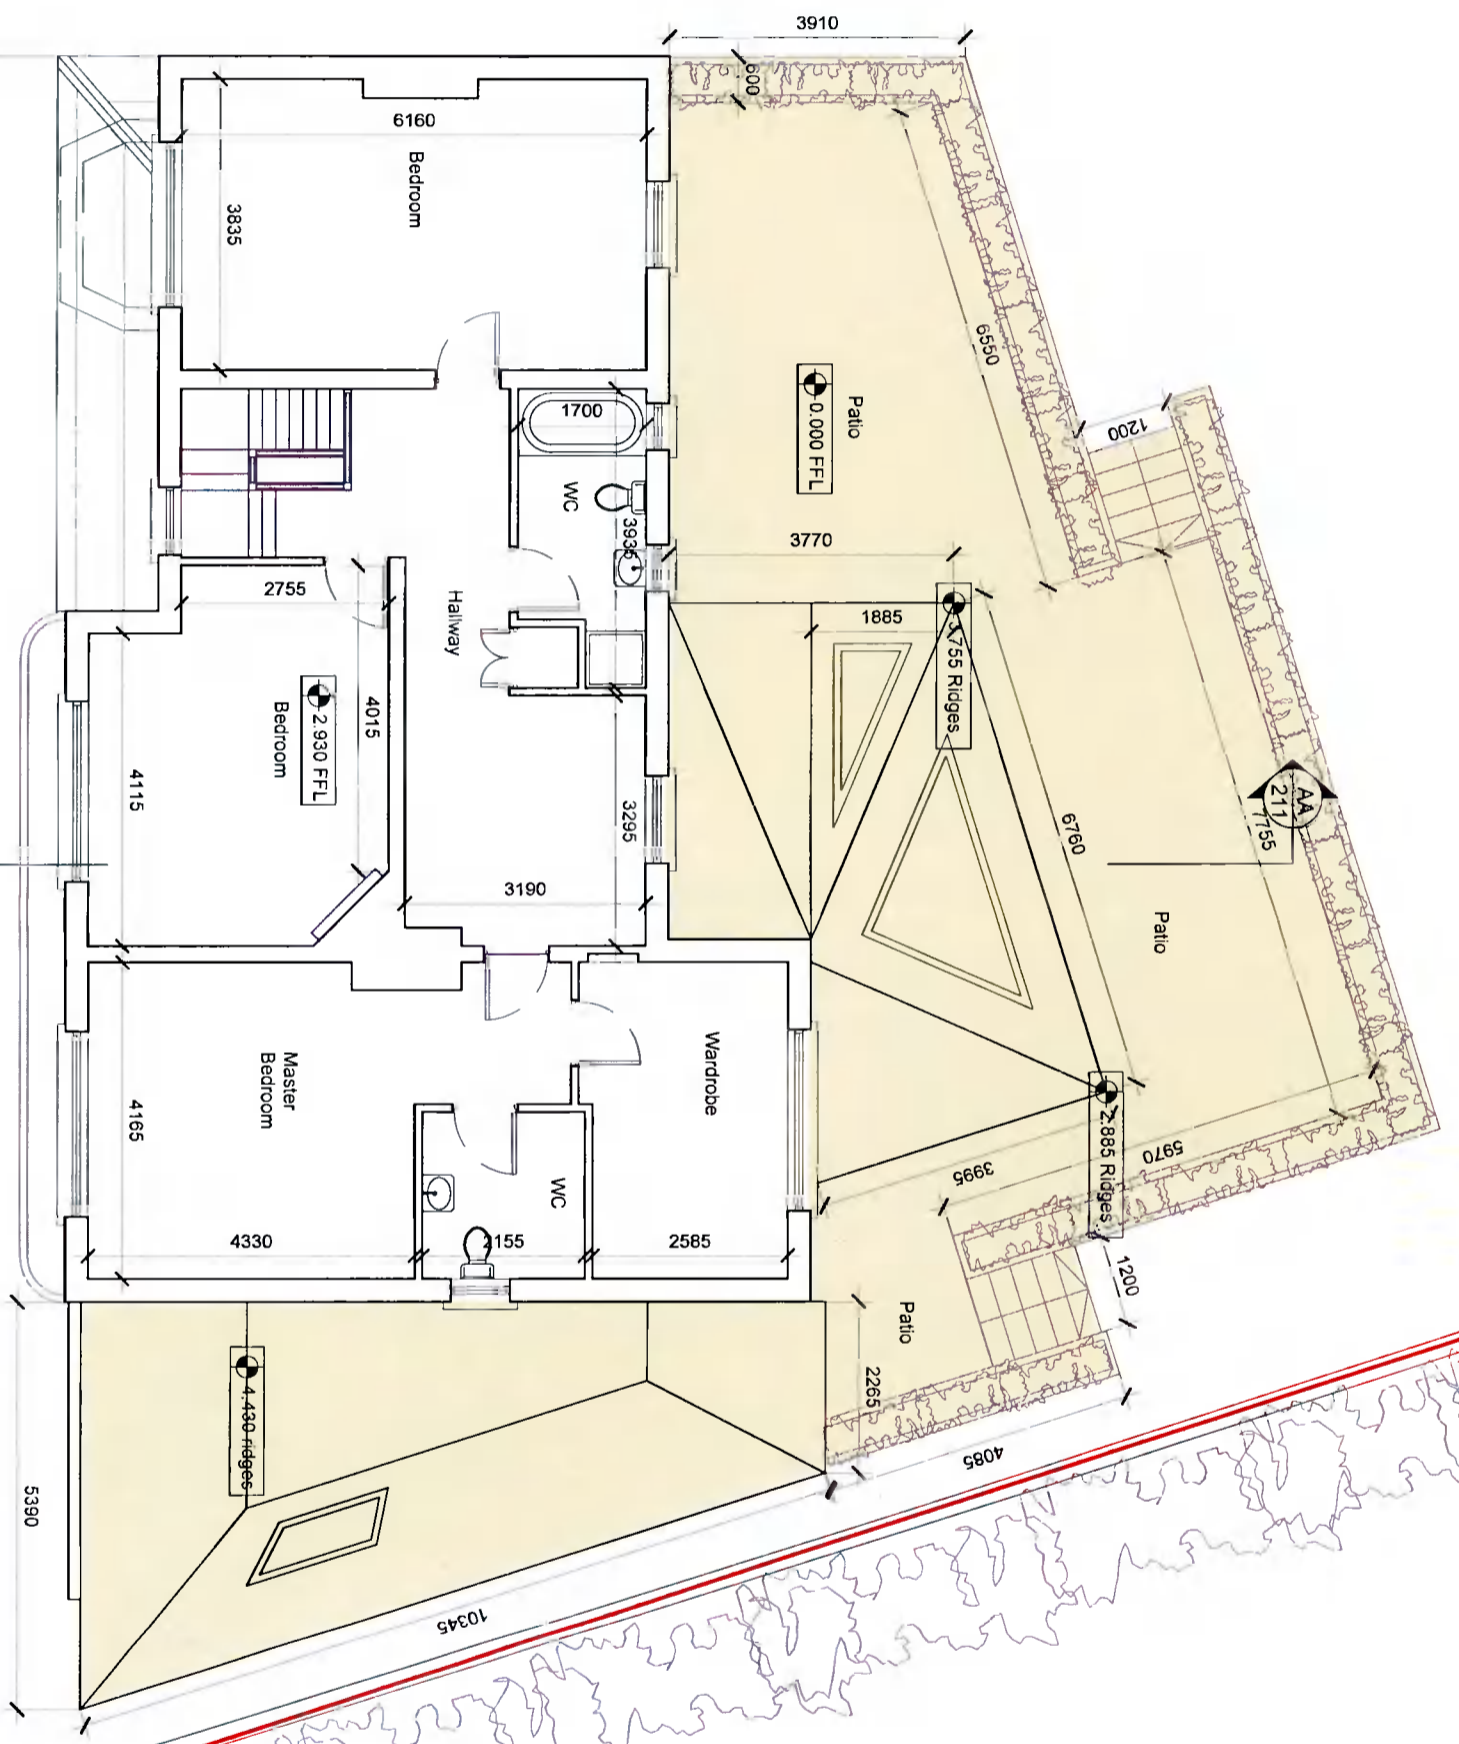 3910
600
6160
Bedroom
3835
6550
1200
Patio
0.000 FFL
1700
WC
3935
3770
2755
Hallway
1885
3.755 Ridges
4015
2.930 FFL
Bedroom
4115
3295
3190
6760
AA
211
7755
Patio
Master
Bedroom
4165
Wardrobe
WC
4330
2155
2585
3995
5970
2.885 Ridges
1200
Patio
2265
4085
4.430 ridges
5390
10345